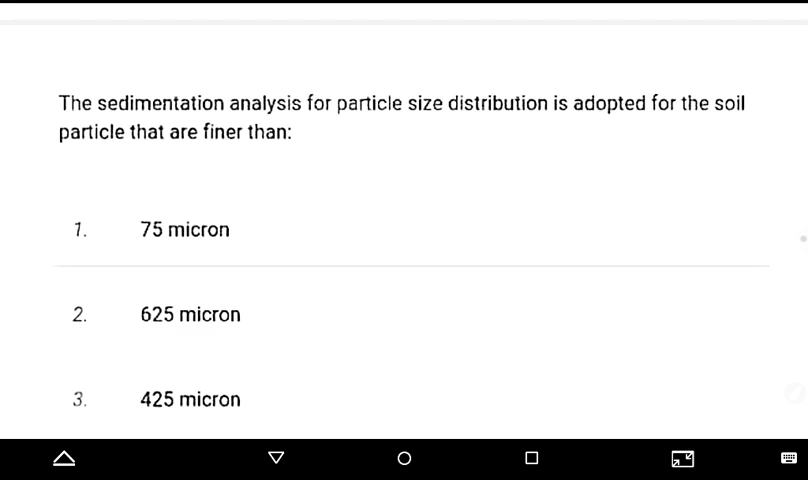 The sedimentation analysis for particle size distribution is adopted for the soil
particle that are finer than:
1. 75 micron
2. 625 micron
3. 425 micron